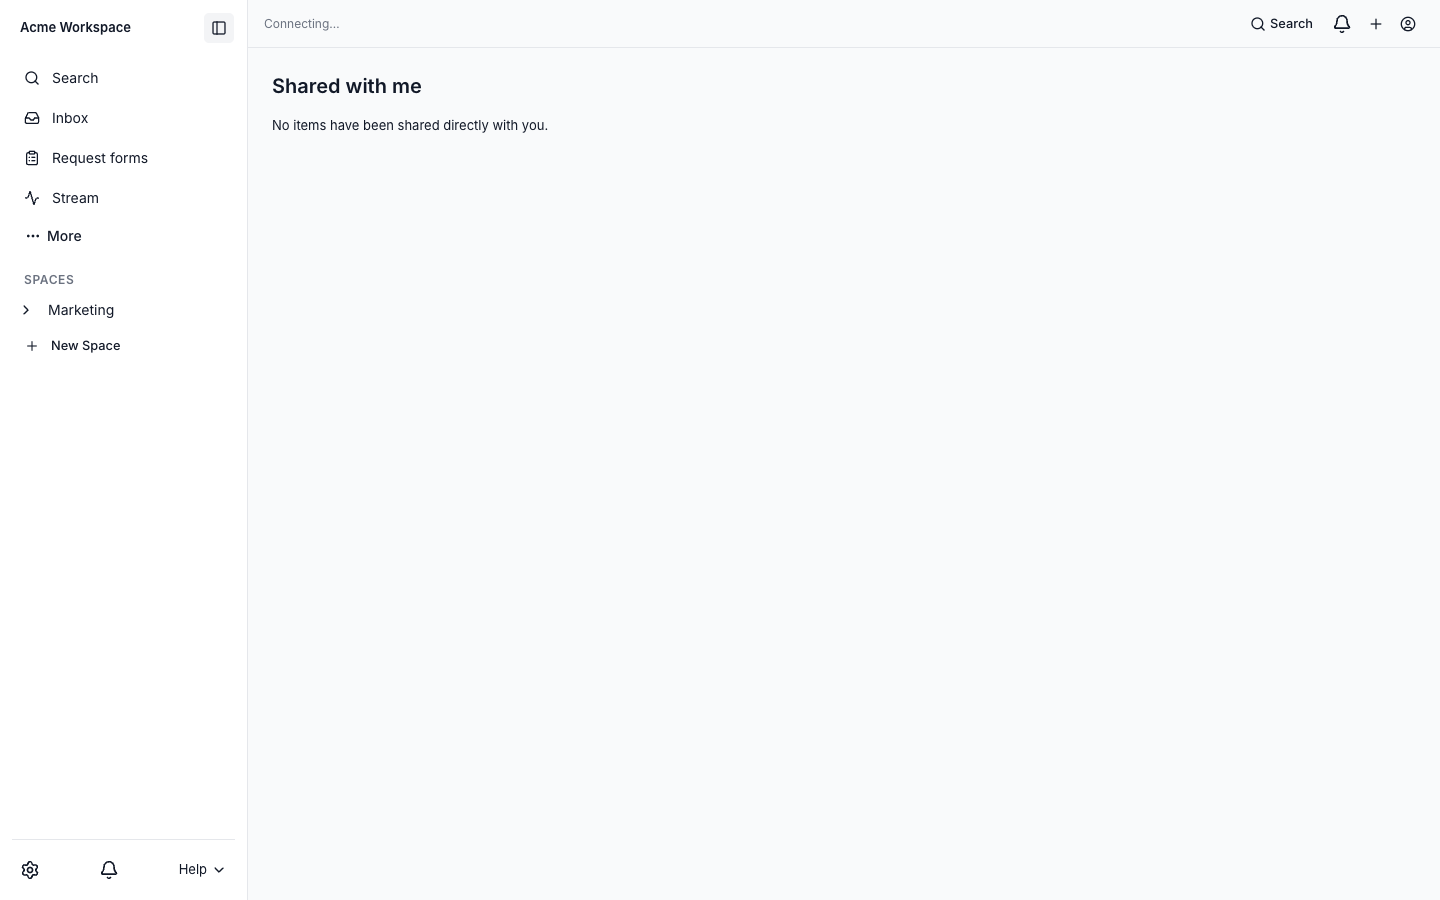 Acme Workspace
Search
Inbox
Request forms
Stream
More
SPACES
Marketing
New Space
Help
Connecting...
Search
Shared with me
No items have been shared directly with you.